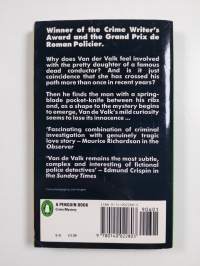 Winner of the Crime Writer's
Award and the Grand Prix de
Roman Policier.
Why does Van der Valk feel involved
with the pretty daughter of a famous
dead conductor? And is it just
coincidence that she has crossed his
path more than once in recent years?
Then he finds the man with a spring-
blade pocket-knife between his ribs
and, as a shape to the mystery begins
to emerge, Van de Valk's mild curiosity
seems to lose its innocence ...
'Fascinating combination of criminal
investigation with genuinely tragic
love story – Maurice Richardson in the
Observer
'Van de Valk remains the most subtle,
complex and interesting of fictional
police detectives' – Edmund Crispin in
the Sunday Times
A PENGUIN BOOK
Crime/Mystery
90601
9 780140 022803